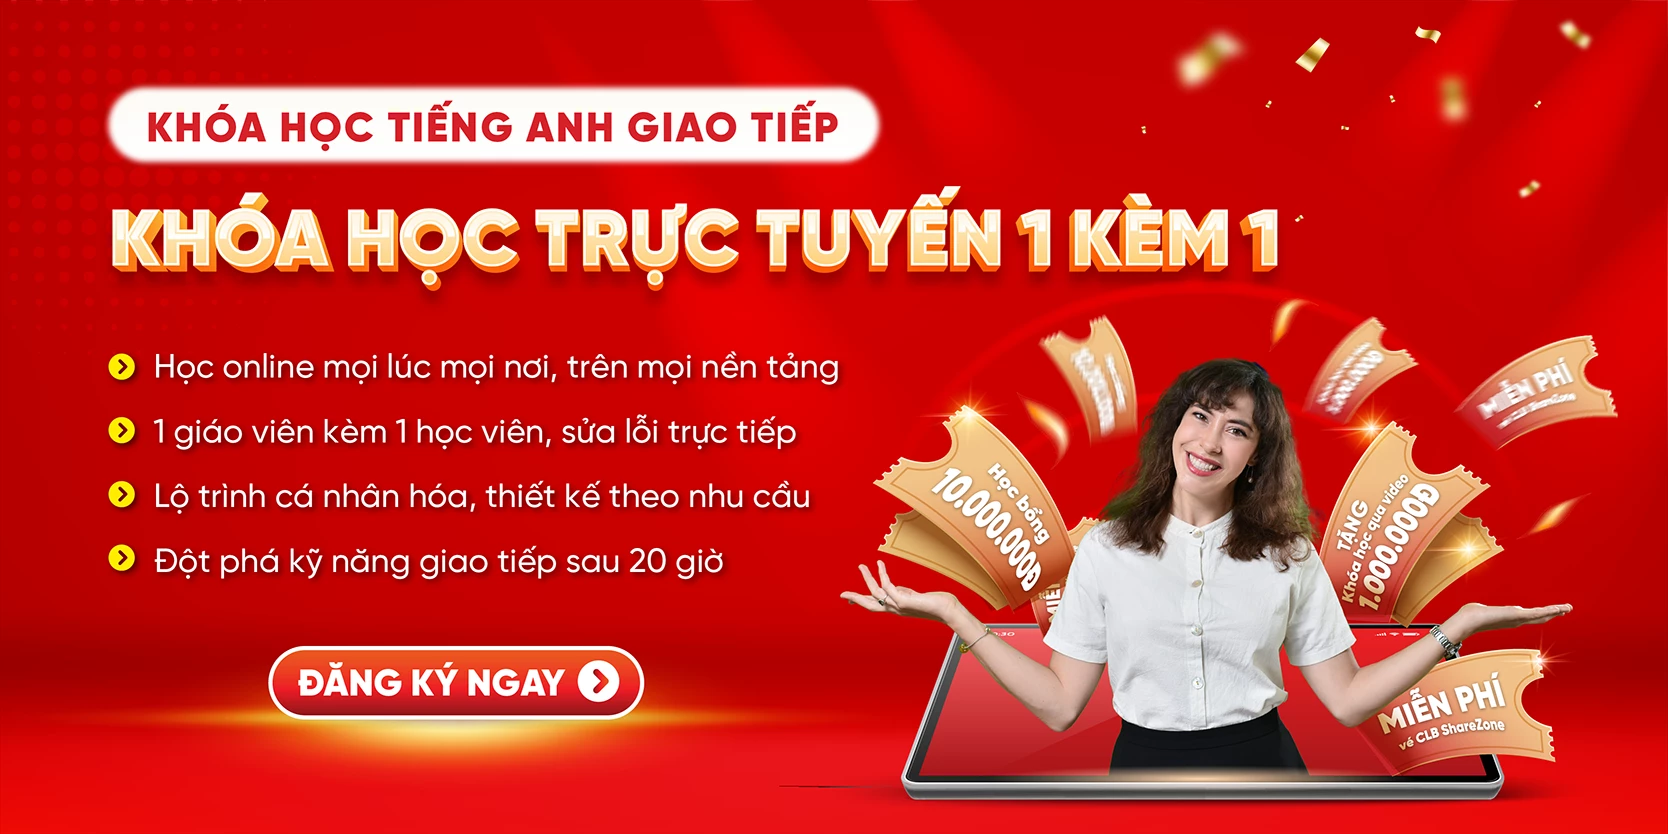 KHÓA HỌC TIẾNG ANH GIAO TIẾP
KHÓA HỌC TRỰC TUYẾN 1 KÈM 1
Học online mọi lúc mọi nơi, trên mọi nền tảng
1 giáo viên kèm 1 học viên, sửa lỗi trực tiếp
Lộ trình cá nhân hóa, thiết kế theo nhu cầu
Đột phá kỹ năng giao tiếp sau 20 giờ
ĐĂNG KÝ NGAY
Học bổng
10.000.000Đ
TẶNG
Khóa học qua video
1.000.000Đ
MIỄN PHÍ
vé CLB ShareZone
MIỄN PHÍ
vé CLB ShareZone